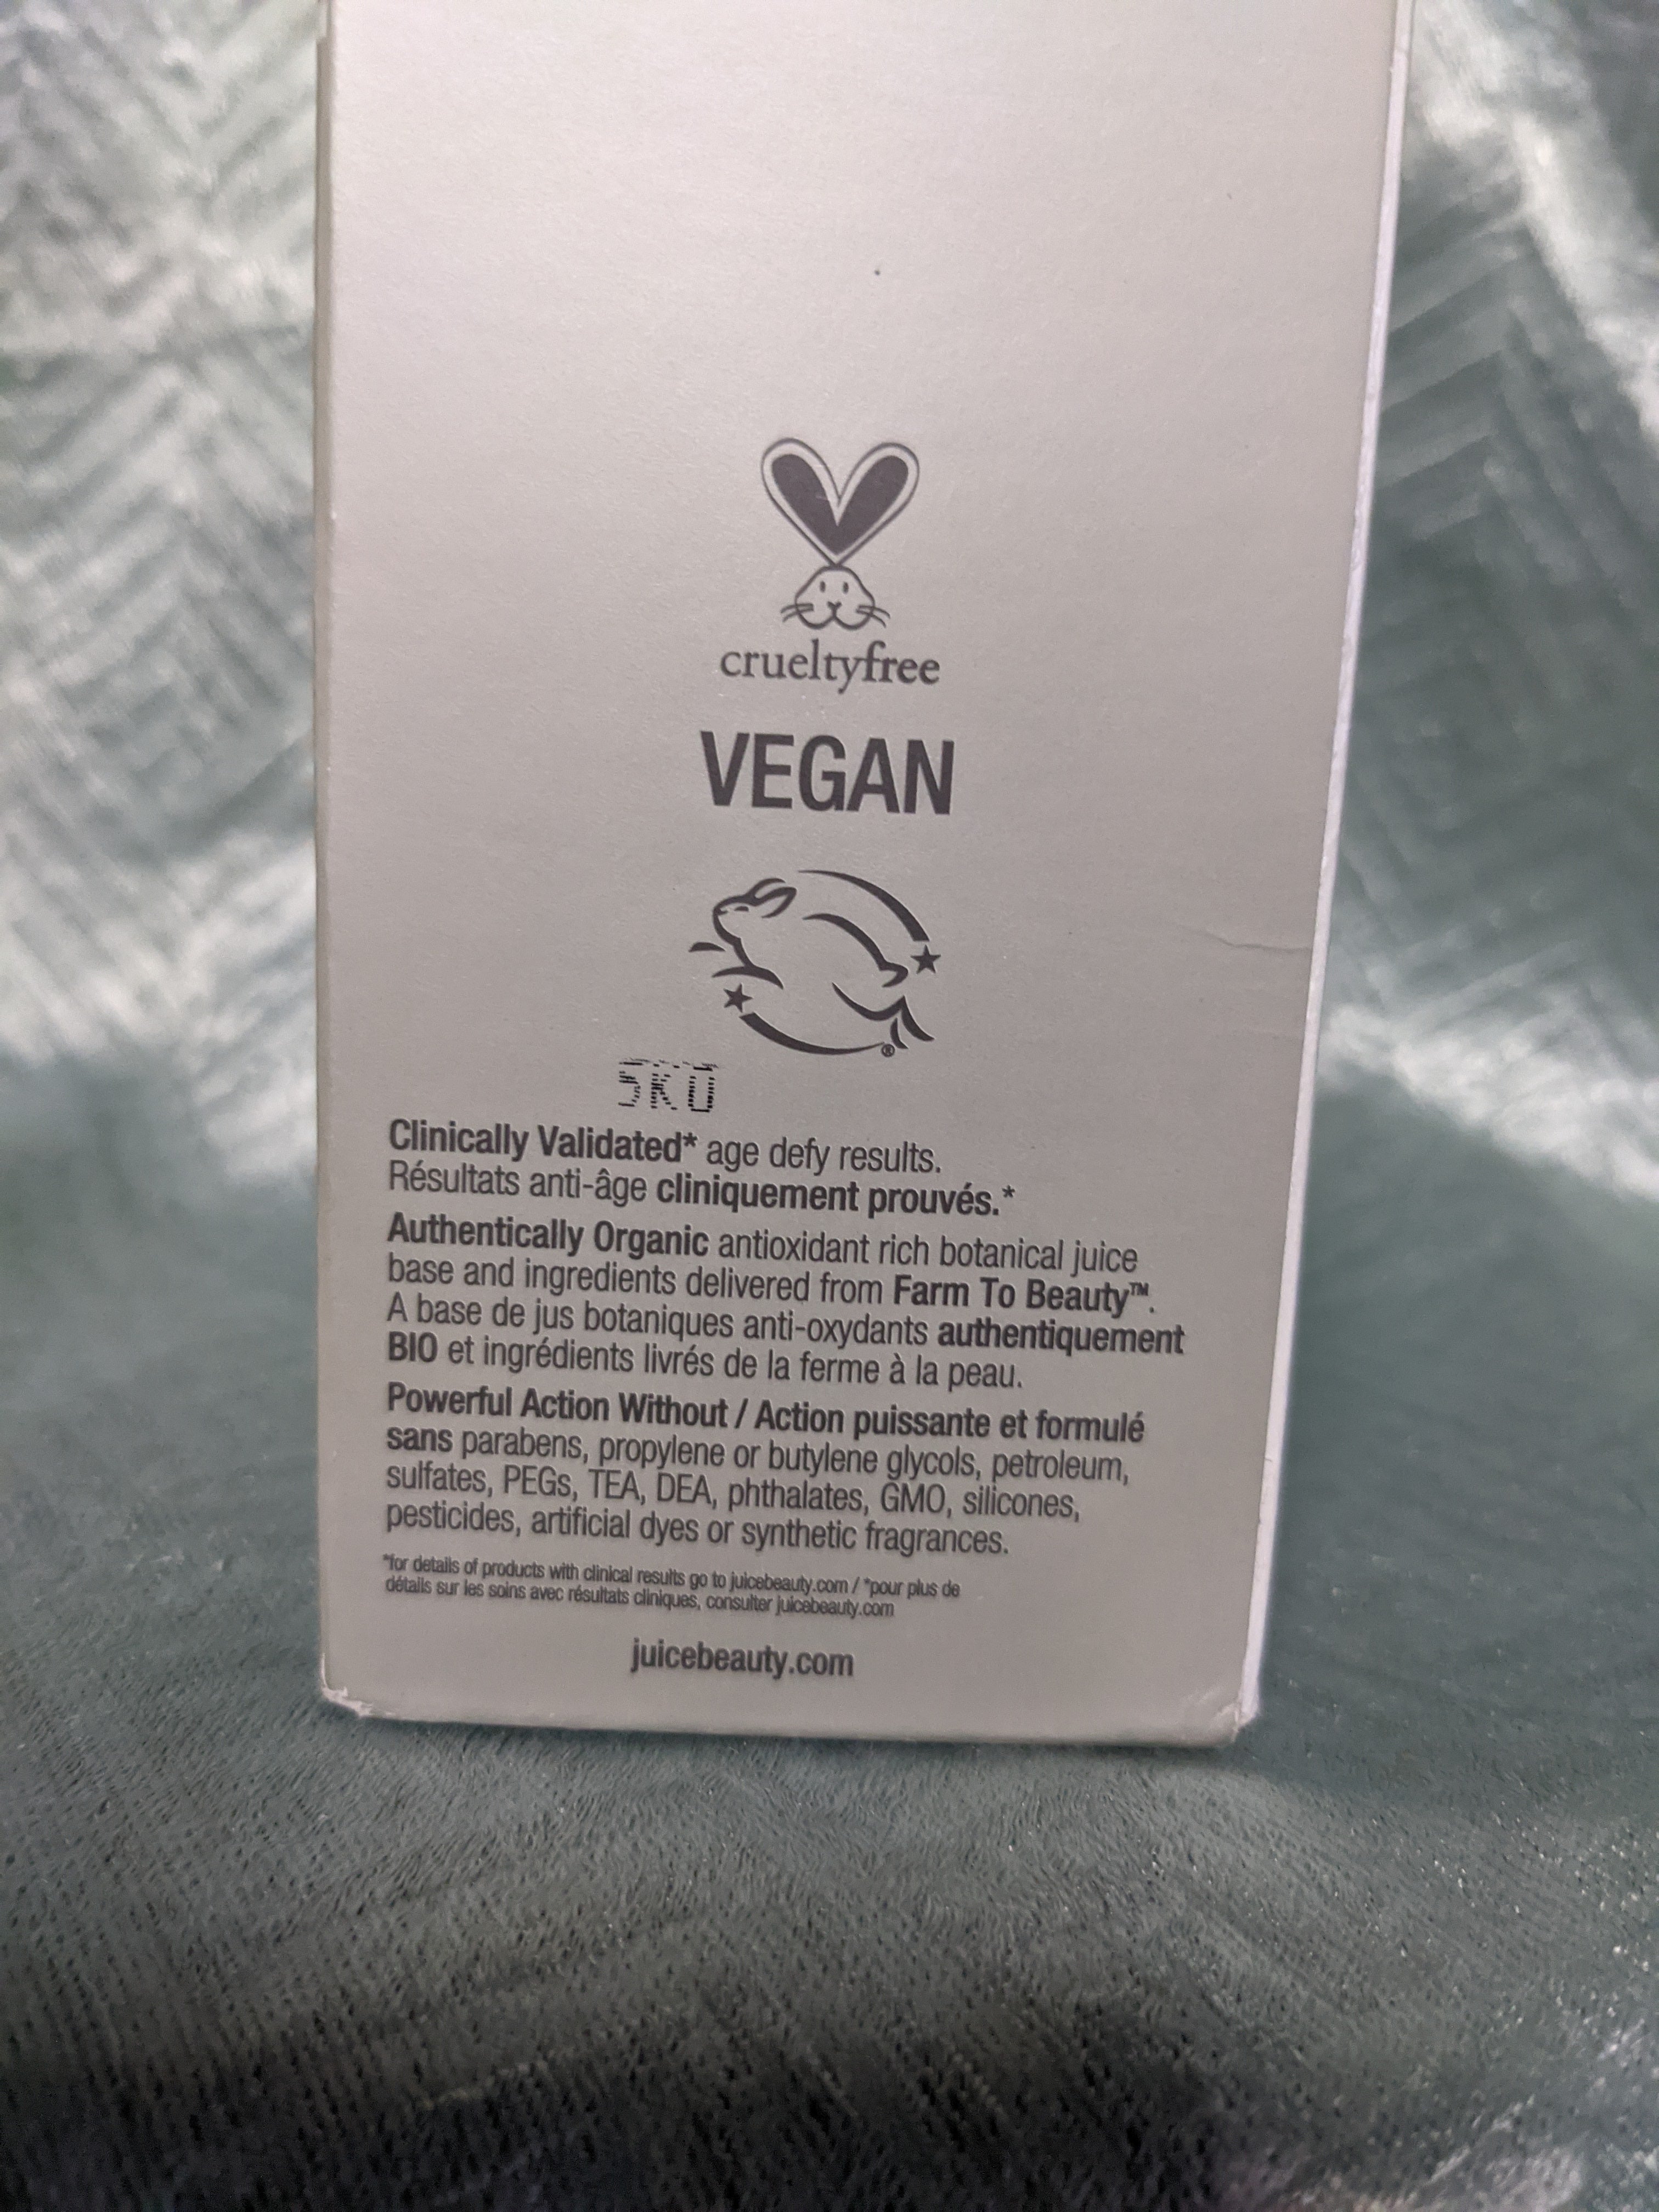 crueltyfree
VEGAN
®
5K0
Clinically Validated* age defy results.
Résultats anti-âge cliniquement prouvés.*
Authentically Organic antioxidant rich botanical juice
base and ingredients delivered from Farm To Beauty™.
A base de jus botaniques anti-oxydants authentiquement
BIO et ingrédients livrés de la ferme à la peau.
Powerful Action Without / Action puissante et formulé
sans parabens, propylene or butylene glycols, petroleum,
sulfates, PEGs, TEA, DEA, phthalates, GMO, silicones,
pesticides, artificial dyes or synthetic fragrances.
*for details of products with clinical results go to juicebeauty.com / *pour plus de
détails sur les soins avec résultats cliniques, consulter juicebeauty.com
juicebeauty.com